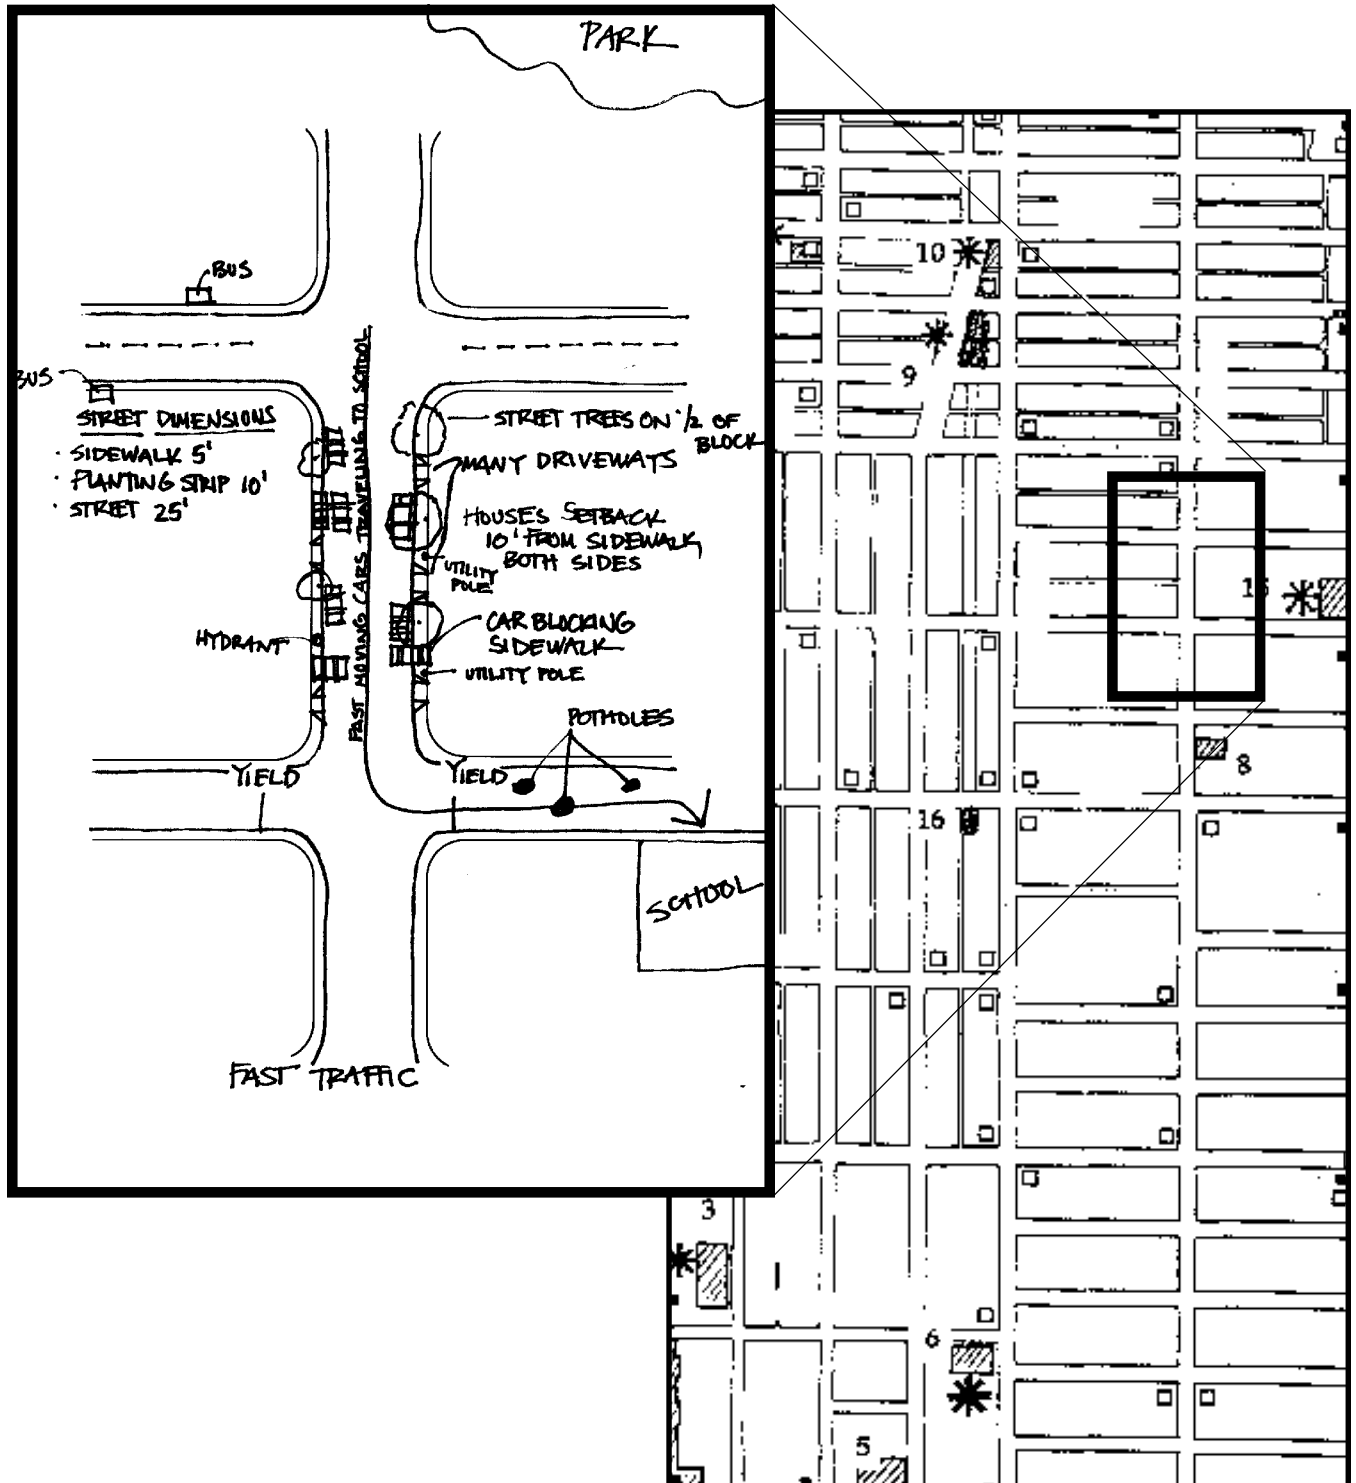 PARK
BUS
BUS
STREET DIMENSIONS
· SIDEWALK 5'
· PLANTING STRIP 10'
· STREET 25'
FAST MOVING CARS TRAVELING TO SCHOOL
STREET TREES ON 1/2 OF
BLOCK
MANY DRIVEWAYS
HOUSES SETBACK
10' FROM SIDEWALK,
BOTH SIDES
UTILITY
POLE
HYDRANT
CAR BLOCKING
SIDEWALK
UTILITY POLE
POTHOLES
YIELD
YIELD
SCHOOL
FAST TRAFFIC
10
9
8
16
3
6
5